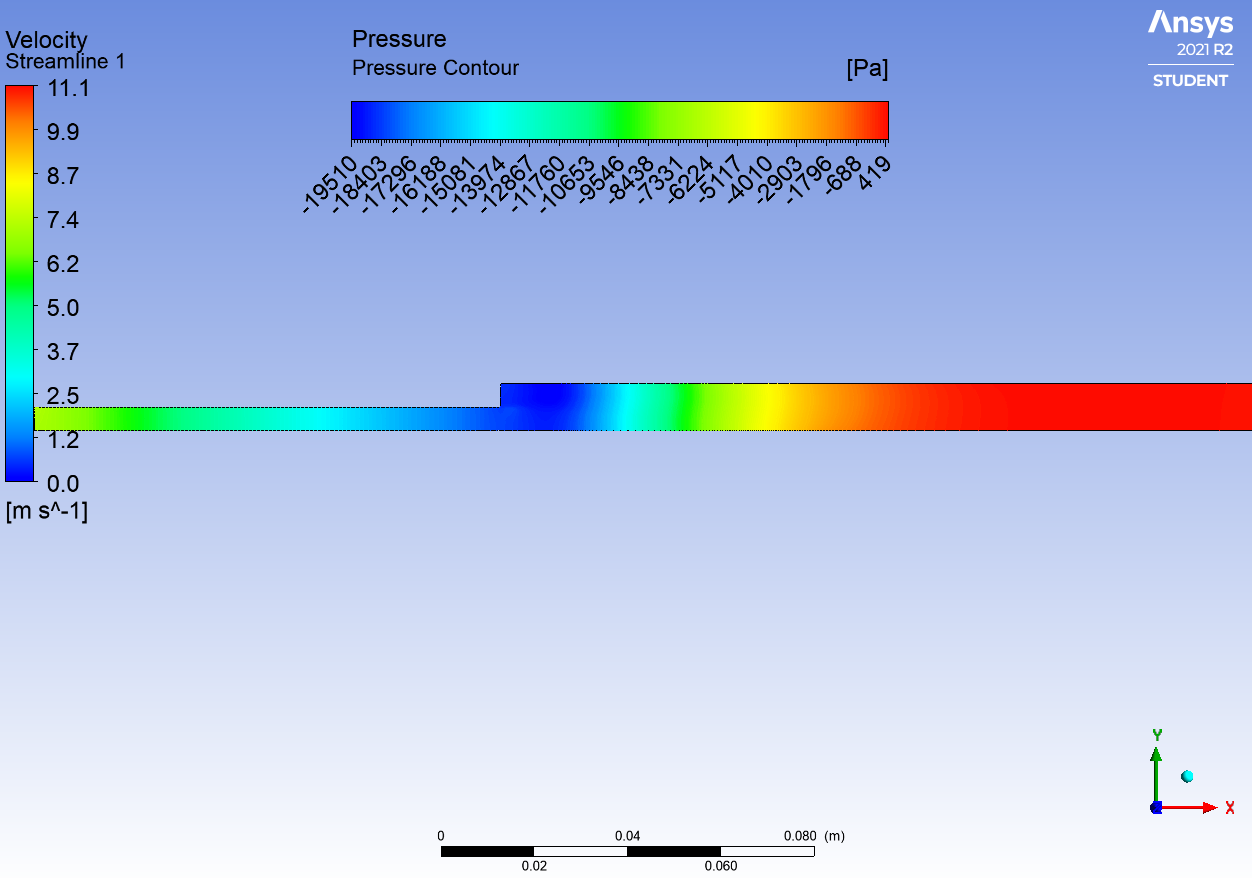 Velocity
Streamline 1
11.1
9.9
8.7
7.4
6.2
5.0
3.7
2.5
1.2
0.0
[m s^-1]
Pressure
Pressure Contour
[Pa]
-19510
-18403
-17296
-16188
-15081
-13974
-12867
-11760
-10653
-9546
-8438
-7331
-6224
-5117
-4010
-2903
-1796
-688
419
Ansys
2021 R2
STUDENT
Y
X
0 0.04 0.080 (m)
0.02 0.060